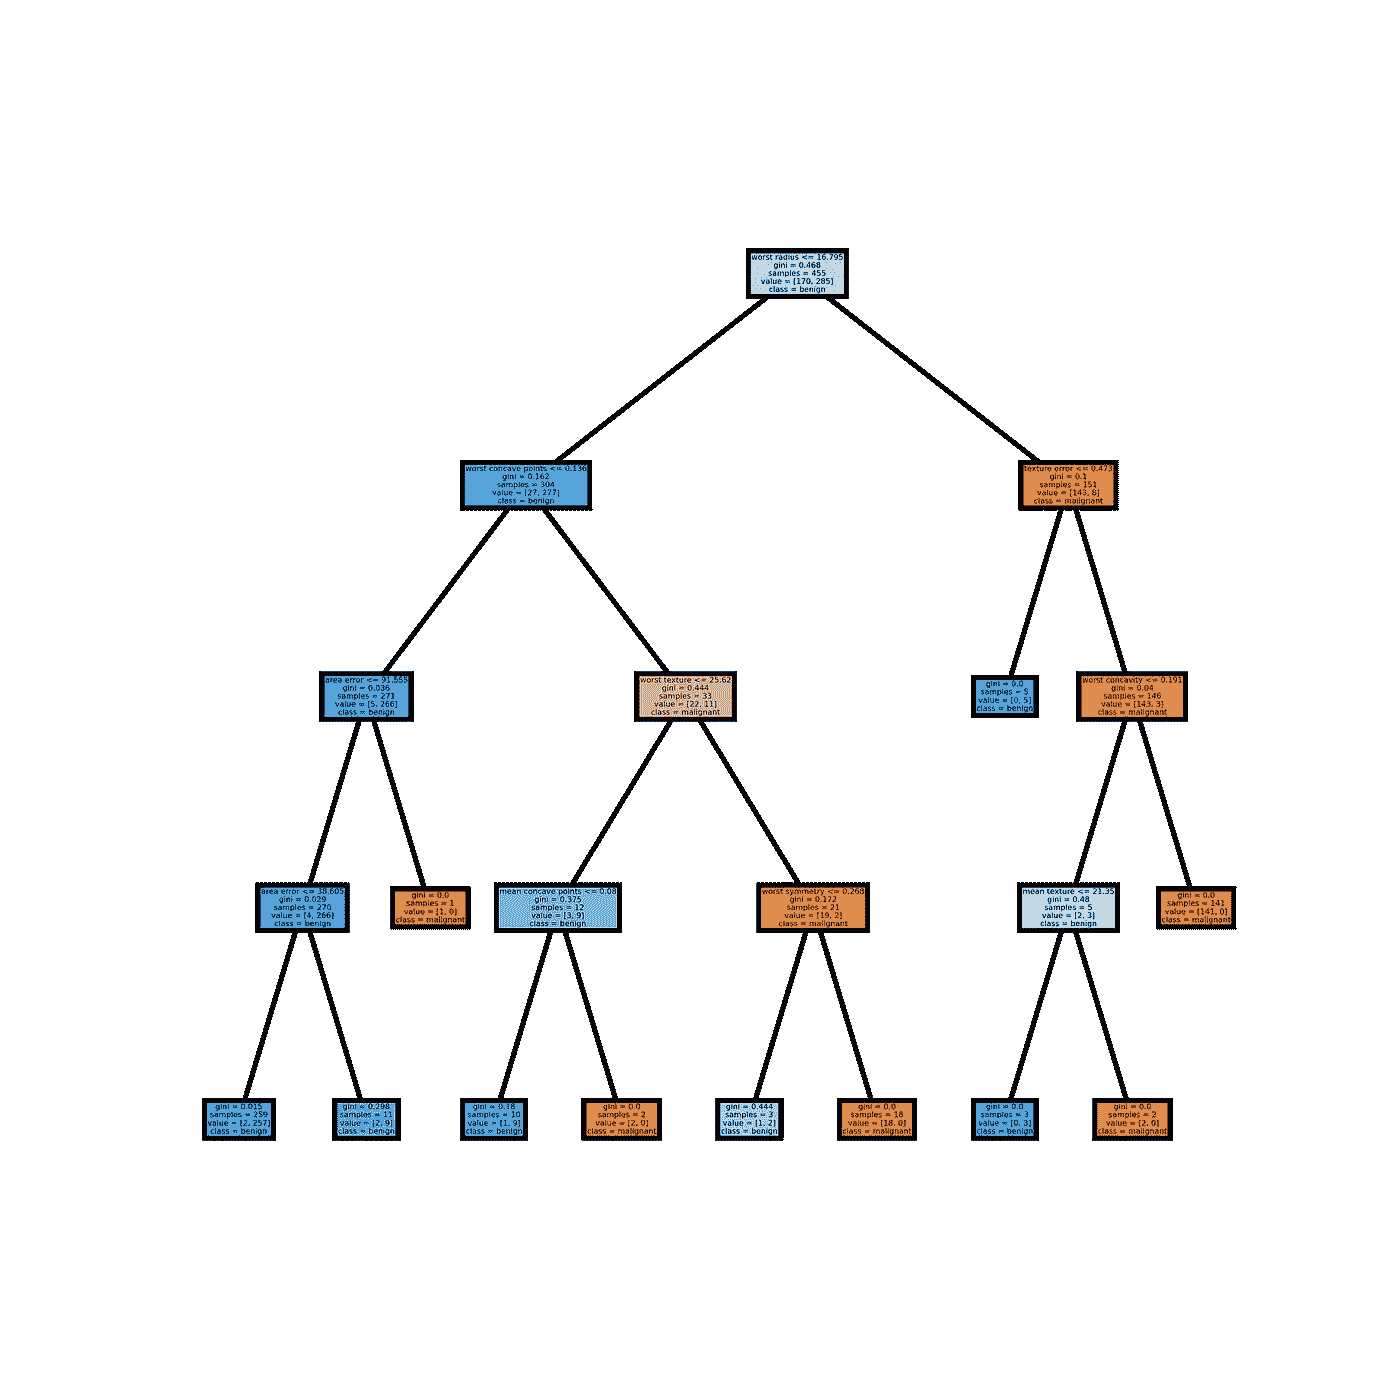 worst radius <= 16.795
gini = 0.468
samples = 455
value = [170, 285]
class = benign
worst concave points <= 0.136
gini = 0.162
samples = 304
value = [27, 277]
class = benign
texture error <= 0.473
gini = 0.1
samples = 151
value = [143, 8]
class = malignant
area error <= 91.555
gini = 0.036
samples = 271
value = [5, 266]
class = benign
worst texture <= 25.62
gini = 0.444
samples = 33
value = [22, 11]
class = malignant
gini = 0.0
samples = 5
value = [0, 5]
class = benign
worst concavity <= 0.191
gini = 0.04
samples = 146
value = [143, 3]
class = malignant
area error <= 38.605
gini = 0.029
samples = 270
value = [4, 266]
class = benign
gini = 0.0
samples = 1
value = [1, 0]
class = malignant
mean concave points <= 0.08
gini = 0.375
samples = 12
value = [3, 9]
class = benign
worst symmetry <= 0.268
gini = 0.172
samples = 21
value = [19, 2]
class = malignant
mean texture <= 21.35
gini = 0.48
samples = 5
value = [2, 3]
class = benign
gini = 0.0
samples = 141
value = [141, 0]
class = malignant
gini = 0.015
samples = 259
value = [2, 257]
class = benign
gini = 0.298
samples = 11
value = [2, 9]
class = benign
gini = 0.18
samples = 10
value = [1, 9]
class = benign
gini = 0.0
samples = 2
value = [2, 0]
class = malignant
gini = 0.444
samples = 3
value = [1, 2]
class = benign
gini = 0.0
samples = 18
value = [18, 0]
class = malignant
gini = 0.0
samples = 3
value = [0, 3]
class = benign
gini = 0.0
samples = 2
value = [2, 0]
class = malignant